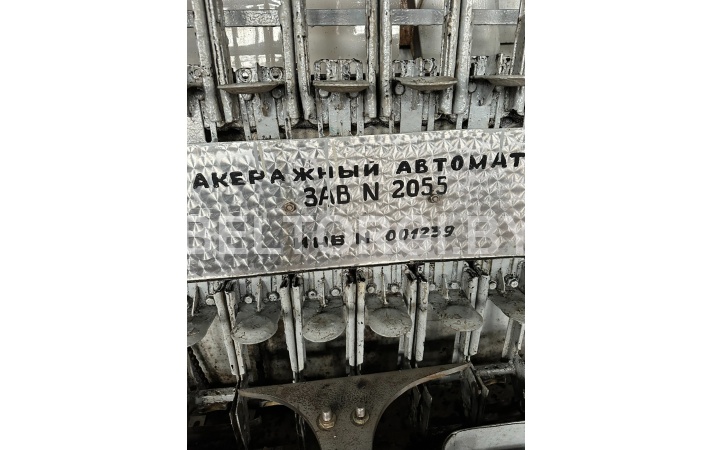 АКЕРАЖНЫЙ АВТОМАТ
ЗАВ N 2055
ИНВ N 001239